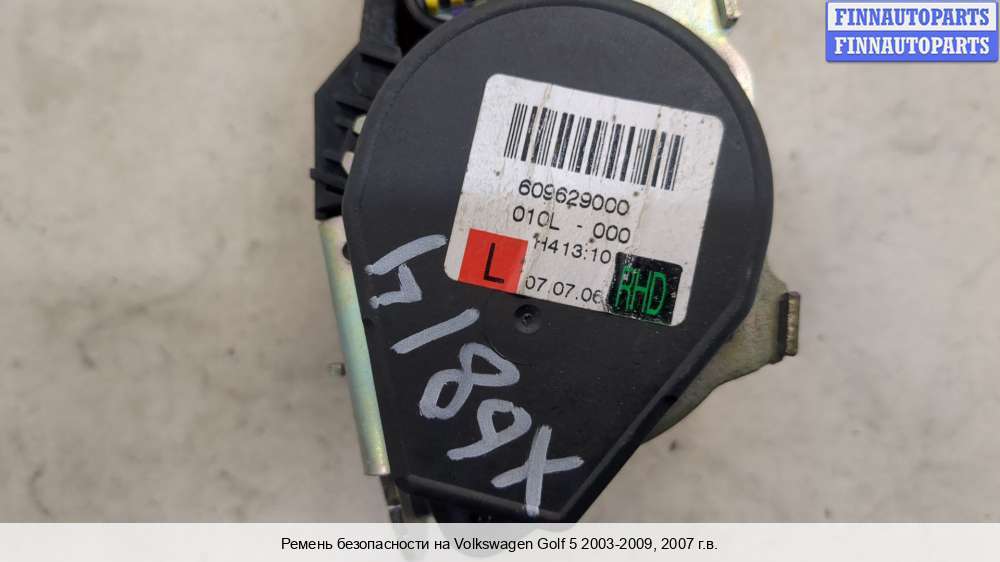 FINNAUTOPARTS
FINNAUTOPARTS
609629000
010L - 000
H413:10
L
07.07.06
RHD
Ремень безопасности на Volkswagen Golf 5 2003-2009, 2007 г.в.